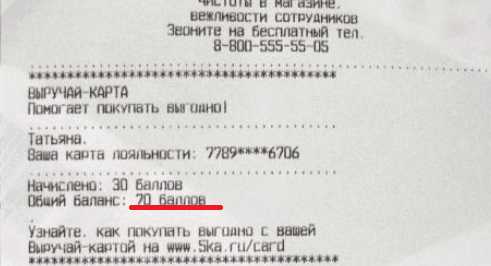 чистоты в магазине,
вежливости сотрудников
Звоните на бесплатный тел.
8-800-555-55-05
****************************************
ВЫРУЧАЙ-КАРТА
Помогает покупать выгодно!
Татьяна,
Ваша карта лояльности: 7789****6706
Начислено: 30 баллов
Общий баланс: 70 баллов
Узнайте, как покупать выгодно с вашей
Выручай-картой на www.5ka.ru/card
****************************************